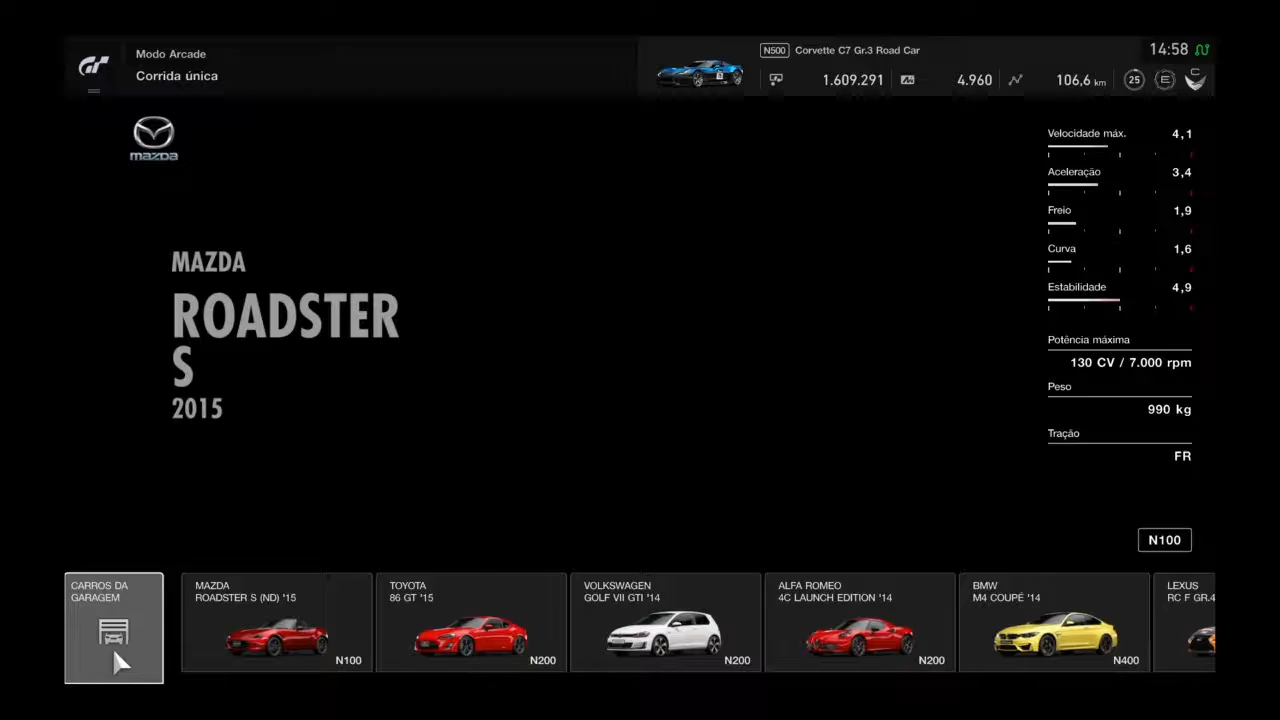 Modo Arcade
Corrida única
N500 Corvette C7 Gr.3 Road Car
14:58
1.609.291
4.960
106,6 km
25
E
C
mazda
MAZDA
ROADSTER
S
2015
Velocidade máx. 4,1
Aceleração 3,4
Freio 1,9
Curva 1,6
Estabilidade 4,9
Potência máxima
130 CV / 7.000 rpm
Peso
990 kg
Tração
FR
N100
CARROS DA
GARAGEM
MAZDA
ROADSTER S (ND) '15
N100
TOYOTA
86 GT '15
N200
VOLKSWAGEN
GOLF VII GTI '14
N200
ALFA ROMEO
4C LAUNCH EDITION '14
N200
BMW
M4 COUPÉ '14
N400
LEXUS
RC F GR.4